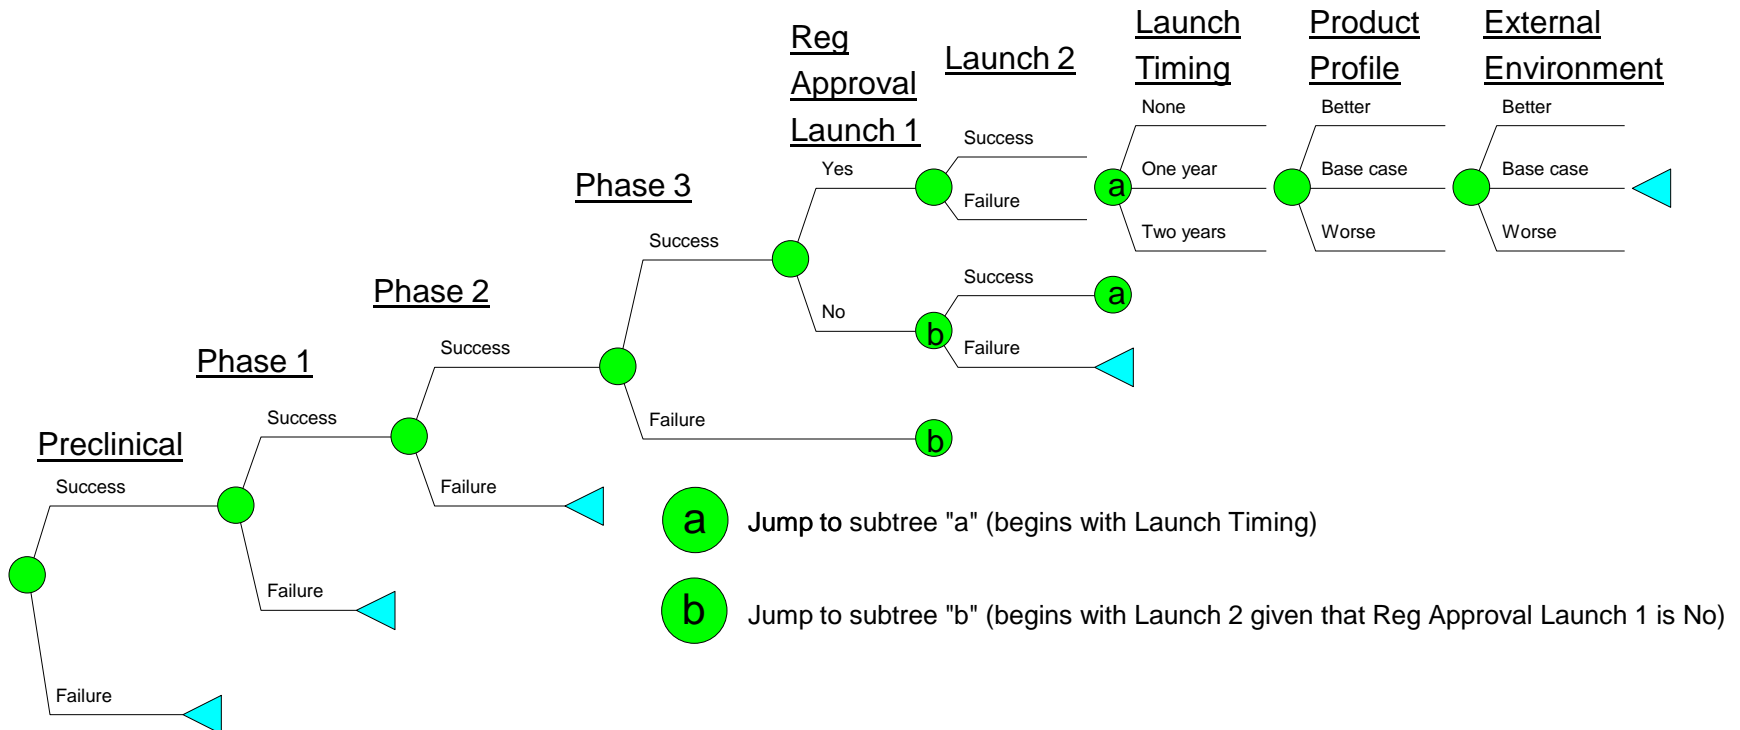 Reg
Approval
Launch 1
Launch 2
Launch
Timing
Product
Profile
External
Environment
None
One year
Two years
Better
Base case
Worse
Better
Base case
Worse
a
Success
Failure
Yes
No
Success
Failure
a
b
Phase 3
Success
Failure
b
Phase 2
Success
Failure
Phase 1
Success
Failure
Preclinical
Success
Failure
a Jump to subtree "a" (begins with Launch Timing)
b Jump to subtree "b" (begins with Launch 2 given that Reg Approval Launch 1 is No)